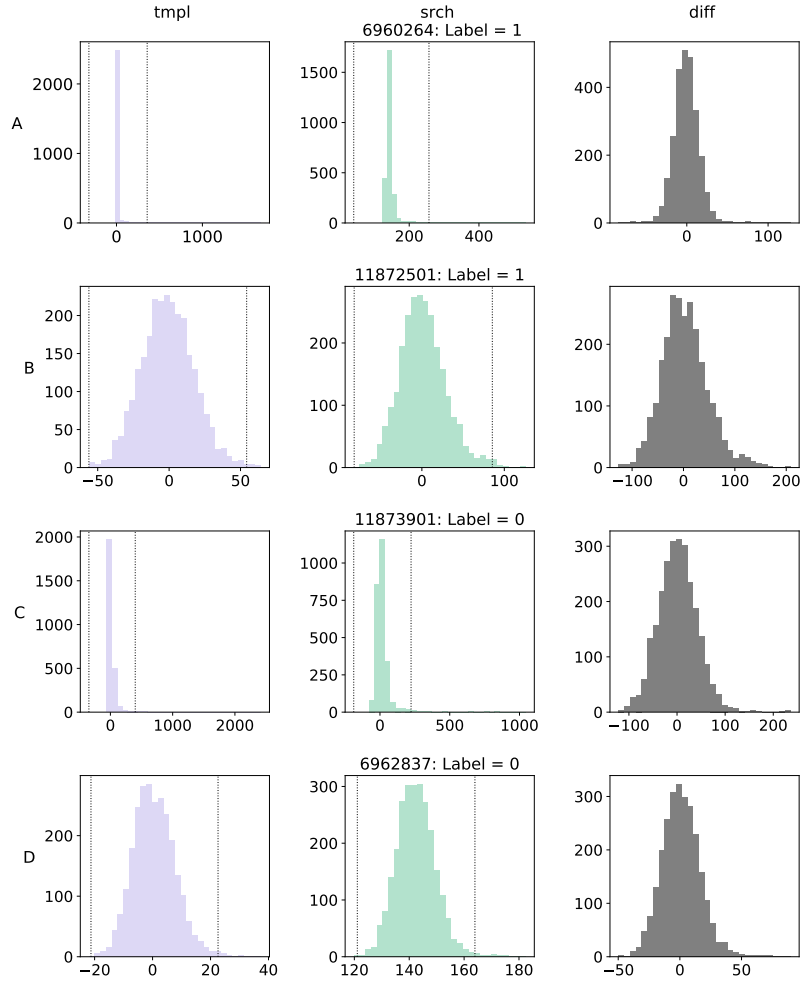 tmpl srch diff
6960264: Label = 1
A
2000
1000
0
0 1000
1500
1000
500
0
200 400
400
200
0
0 100
11872501: Label = 1
B
200
150
100
50
0
−50 0 50
200
100
0
0 100
200
100
0
−100 0 100 200
11873901: Label = 0
C
2000
1500
1000
500
0
0 1000 2000
1000
750
500
250
0
0 500 1000
300
200
100
0
−100 0 100 200
6962837: Label = 0
D
200
100
0
−20 0 20 40
300
200
100
0
120 140 160 180
300
200
100
0
−50 0 50